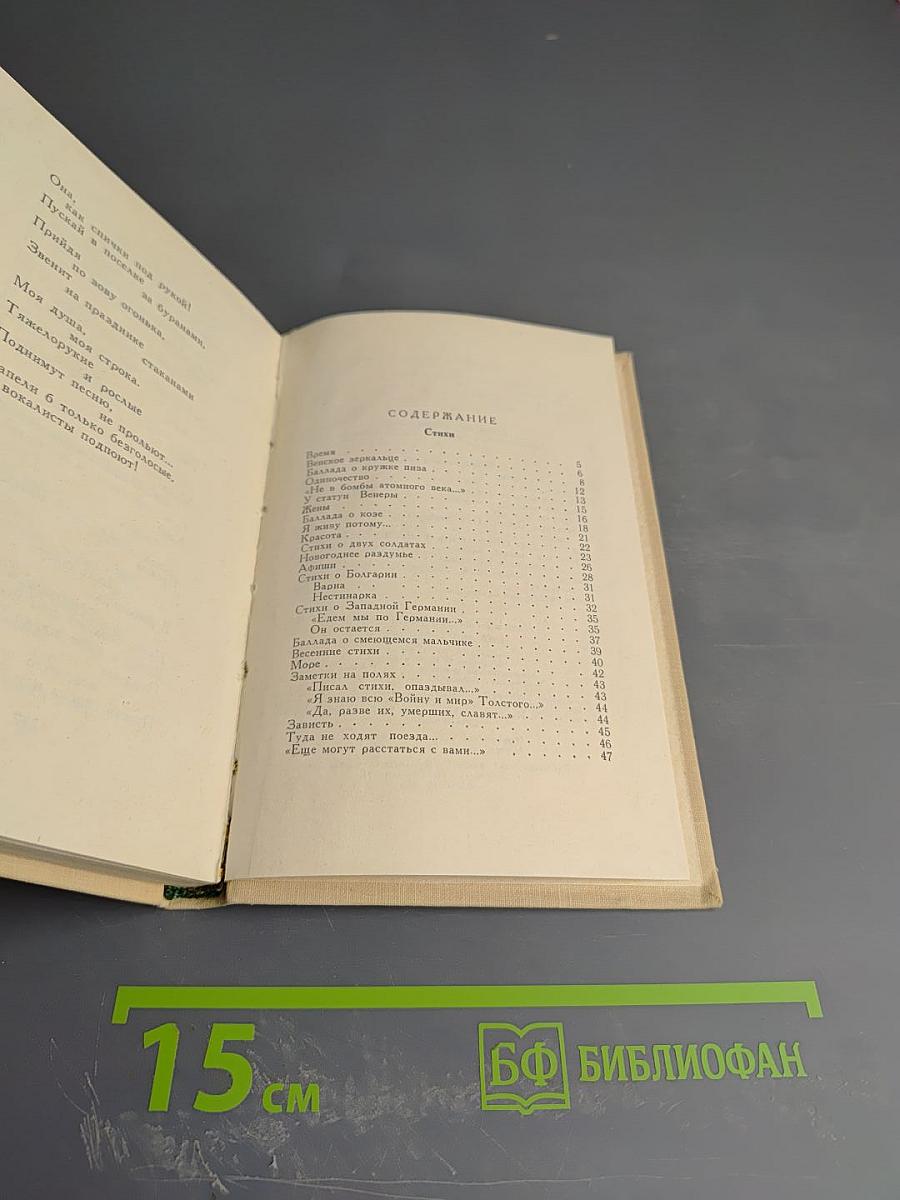 Она,
как спички под рукой!
Пускай в поселке за буранами,
Прийдя по зову огонька,
Звенит на празднике стаканами
Моя душа, моя строка.
Тяжелорукие и рослые
Поднимут песню, не прольют...
апели б только безголосые,
вокалисты подпоют!
СОДЕРЖАНИЕ
Стихи
Время 5
Венское зеркальце 6
Баллада о кружке пива 8
Одиночество 12
«Не в бомбы атомного века...» 13
У статуи Венеры 15
Жены 16
Баллада о козе 18
Я живу потому... 21
Красота 22
Стихи о двух солдатах 23
Новогоднее раздумье 26
Афиши 28
Стихи о Болгарии 31
Варна 31
Нестинарка 32
Стихи о Западной Германии 35
«Едем мы по Германии...» 35
Он остается 37
Баллада о смеющемся мальчике 39
Весенние стихи 40
Море 42
Заметки на полях 43
«Писал стихи, опаздывал...» 43
«Я знаю всю «Войну и мир» Толстого...» 44
«Да, разве их, умерших, славят...» 44
Зависть 45
Туда не ходят поезда... 46
«Еще могут расстаться с вами...» 47
15 см
БФ БИБЛИОФАН